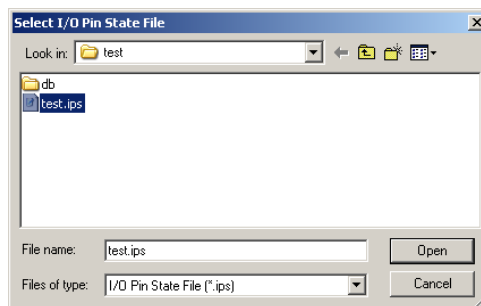 Select I/O Pin State File
Look in: test
db
test.ips
File name: test.ips Open
Files of type: I/O Pin State File (*.ips) Cancel